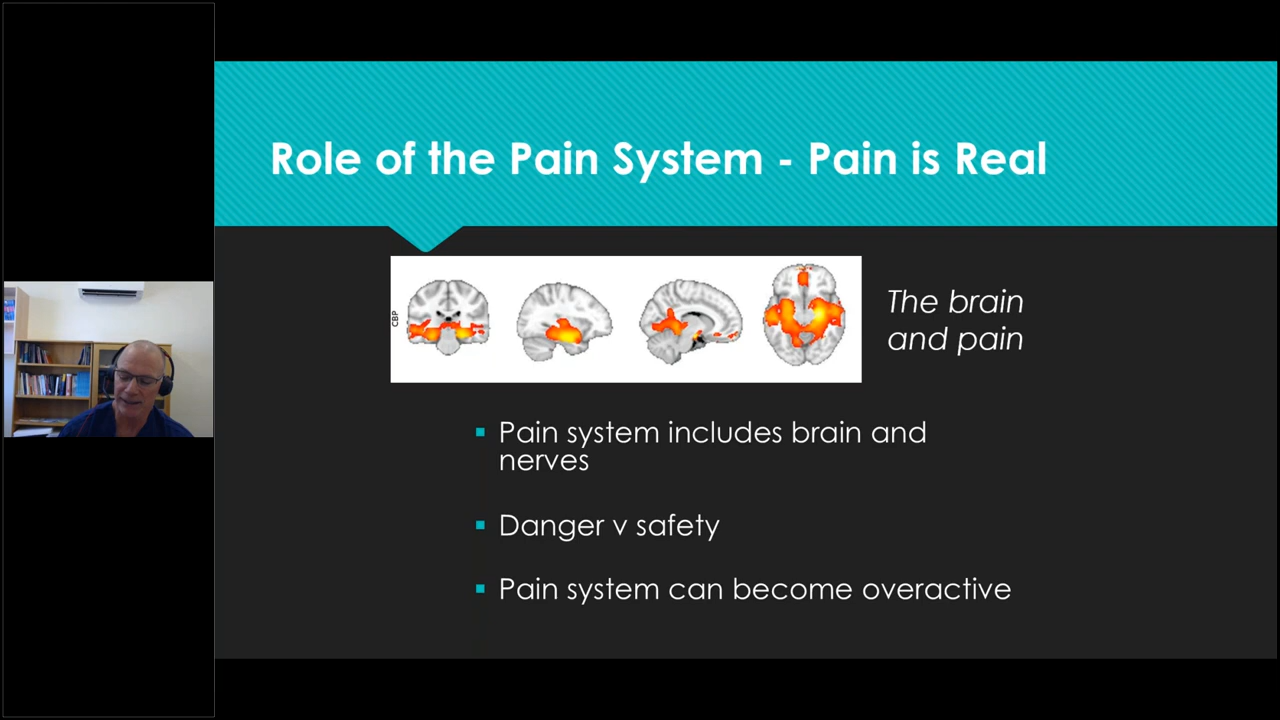 Role of the Pain System - Pain is Real
CBP
The brain
and pain
Pain system includes brain and
nerves
Danger v safety
Pain system can become overactive